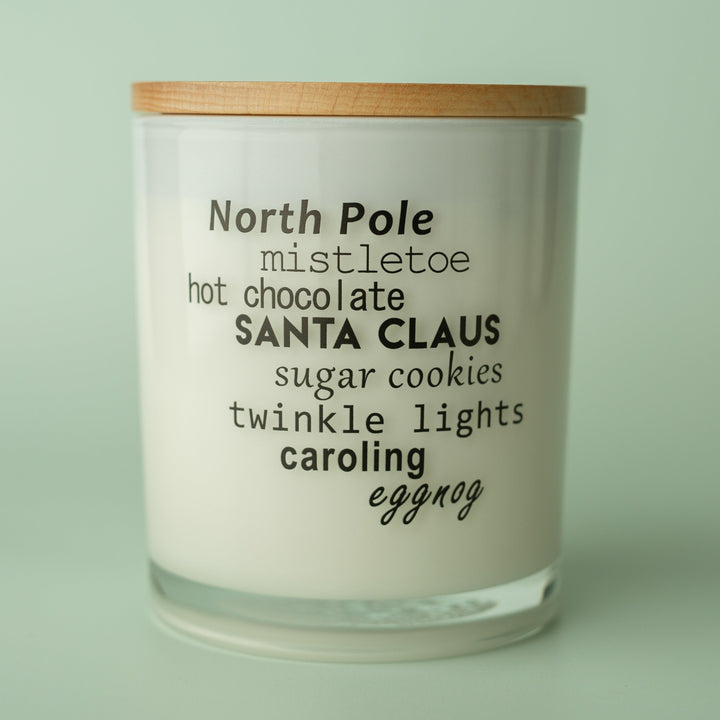 North Pole
mistletoe
hot chocolate
SANTA CLAUS
sugar cookies
twinkle lights
caroling
eggnog